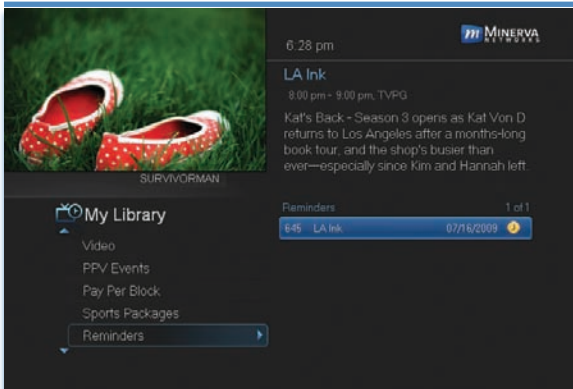 6:28 pm
m MINERVA
NETWORKS
LA Ink
8:00 pm - 9:00 pm, TVPG
Kat's Back - Season 3 opens as Kat Von D
returns to Los Angeles after a months-long
book tour, and the shop's busier than
ever—especially since Kim and Hannah left.
SURVIVORMAN
My Library
Video
PPV Events
Pay Per Block
Sports Packages
Reminders
Reminders 1 of 1
645 LA Ink 07/16/2009